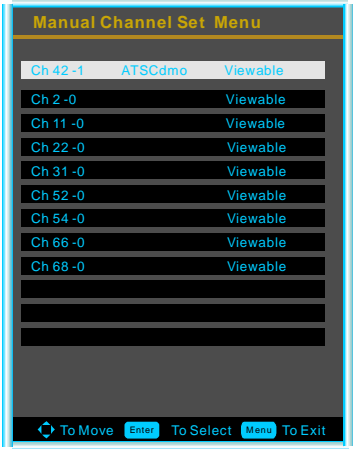 Manual Channel Set Menu
Ch 42 -1 ATSCdmo Viewable
Ch 2 -0 Viewable
Ch 11 -0 Viewable
Ch 22 -0 Viewable
Ch 31 -0 Viewable
Ch 52 -0 Viewable
Ch 54 -0 Viewable
Ch 66 -0 Viewable
Ch 68 -0 Viewable
To Move Enter To Select Menu To Exit